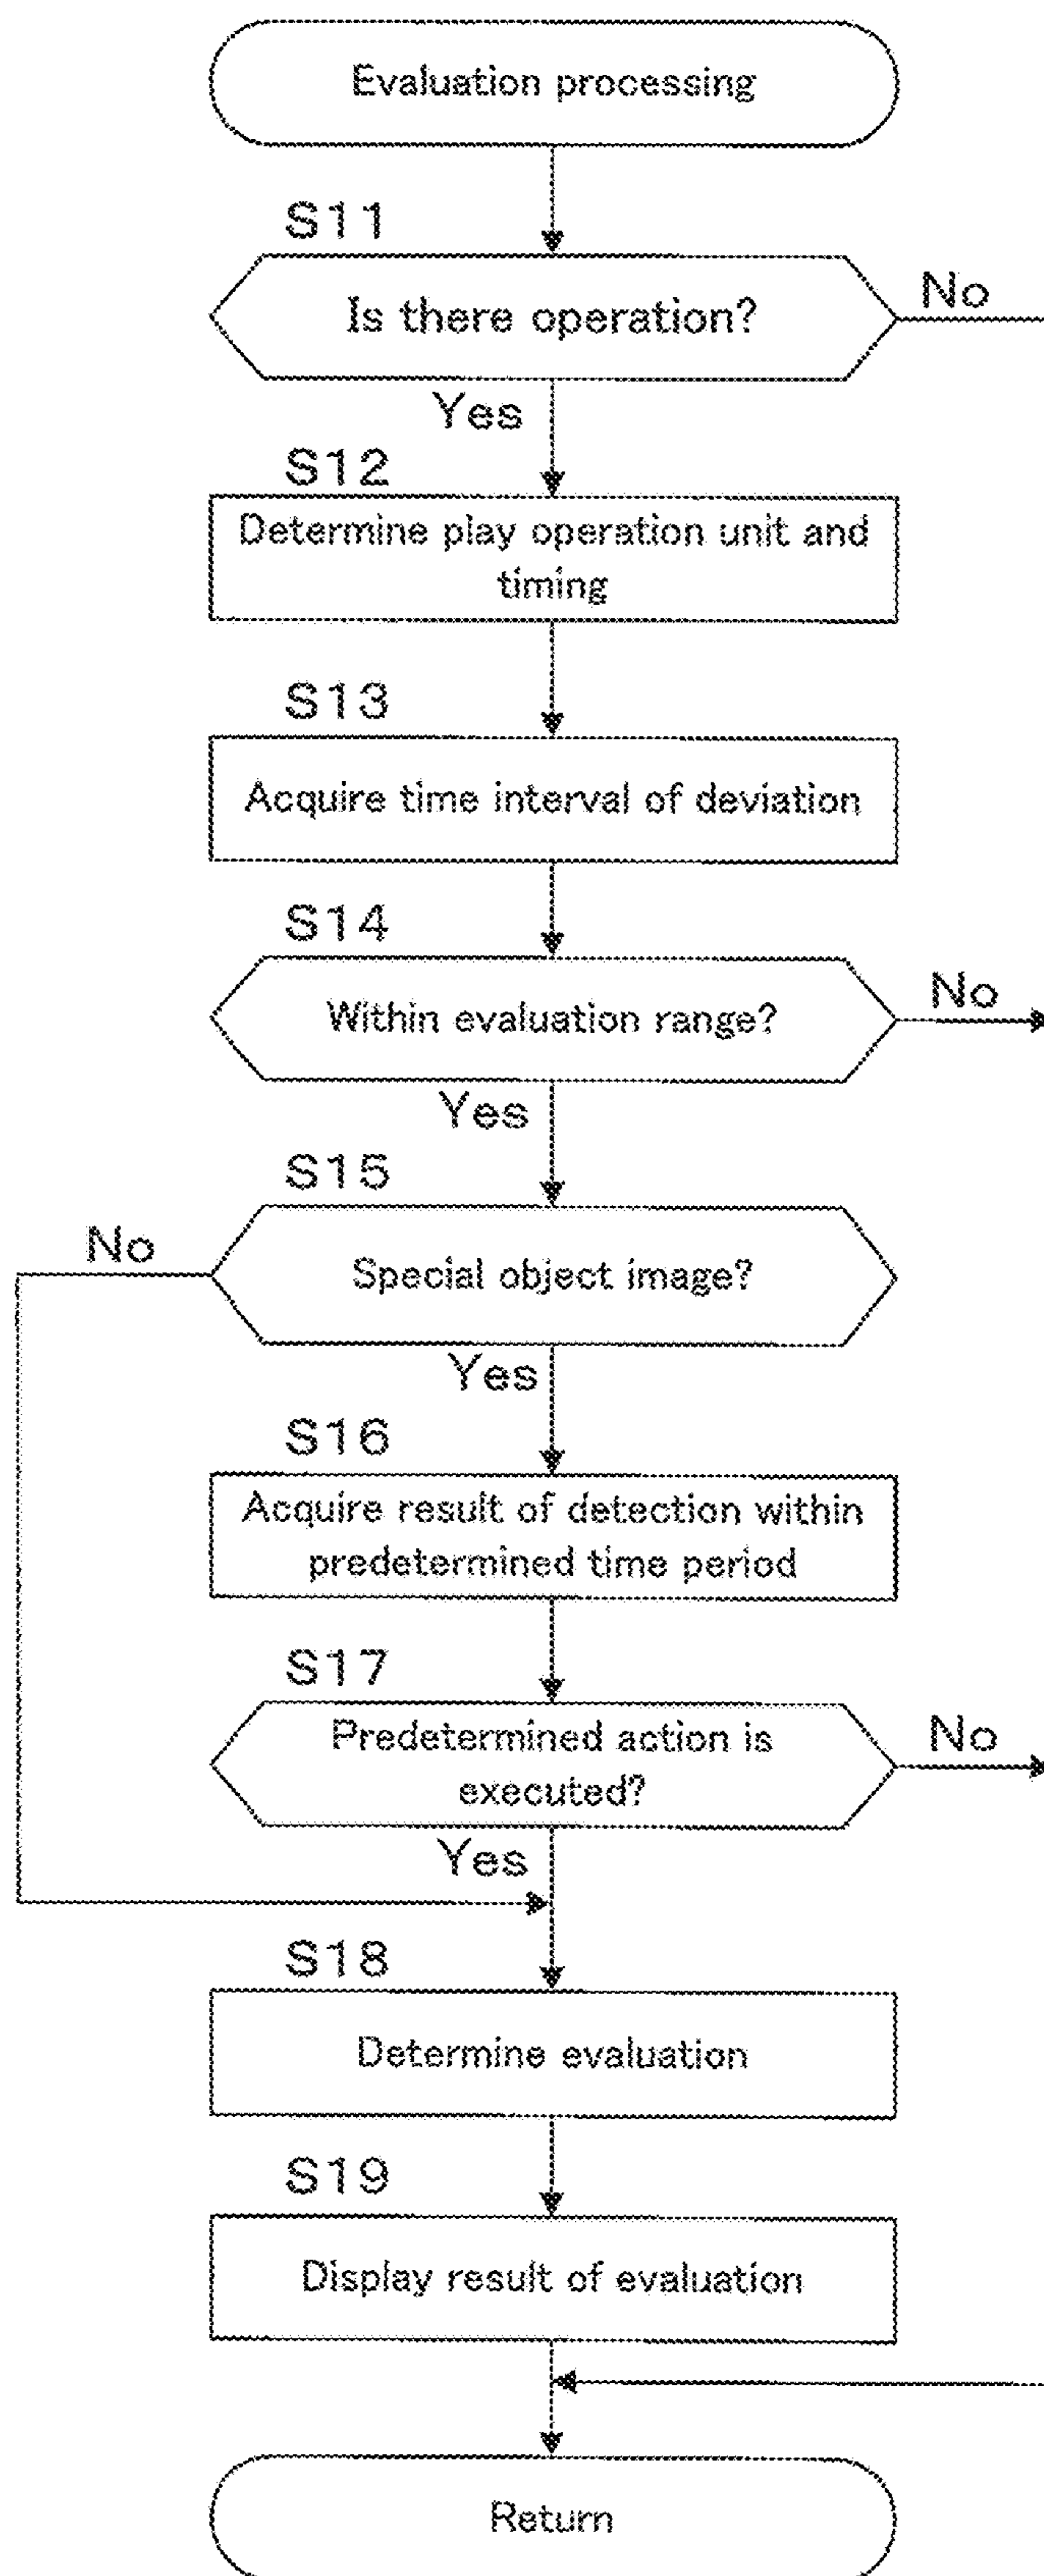 Evaluation processing
S11
Is there operation?
No
Yes
S12
Determine play operation unit and
timing
S13
Acquire time interval of deviation
S14
Within evaluation range?
No
Yes
S15
No
Special object image?
Yes
S16
Acquire result of detection within
predetermined time period
S17
Predetermined action is
executed?
No
Yes
S18
Determine evaluation
S19
Display result of evaluation
Return